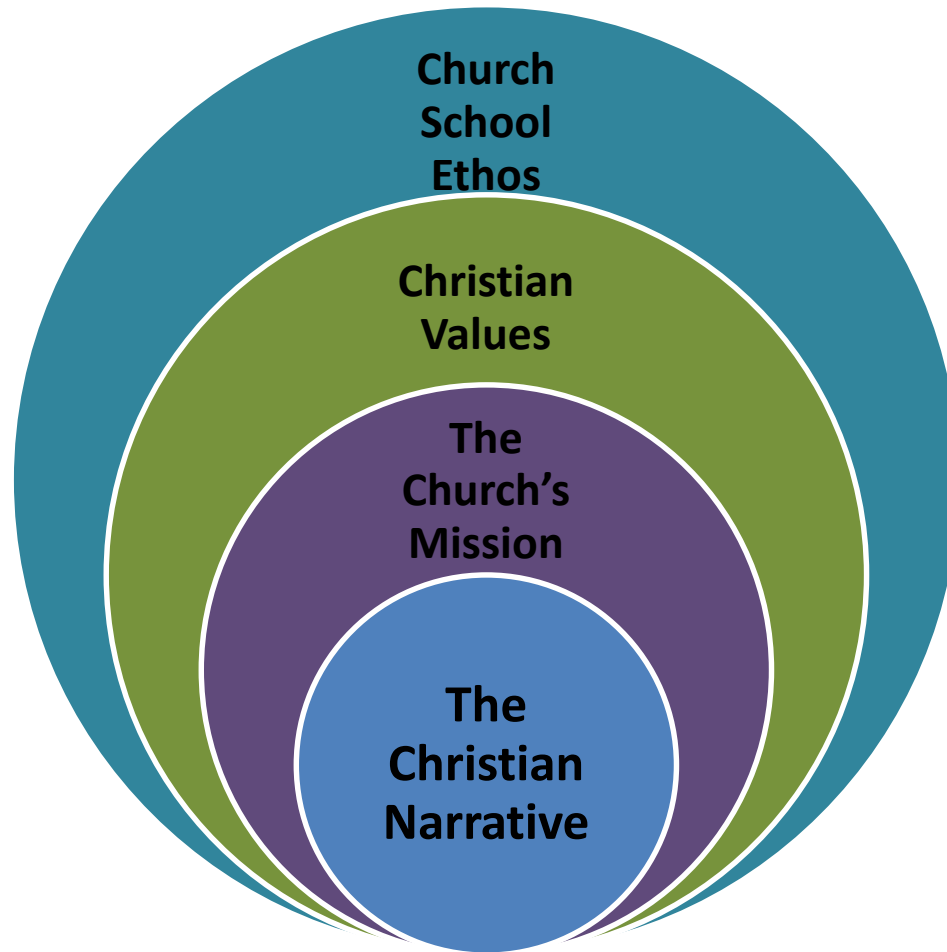 Church
School
Ethos
Christian
Values
The
Church’s
Mission
The
Christian
Narrative